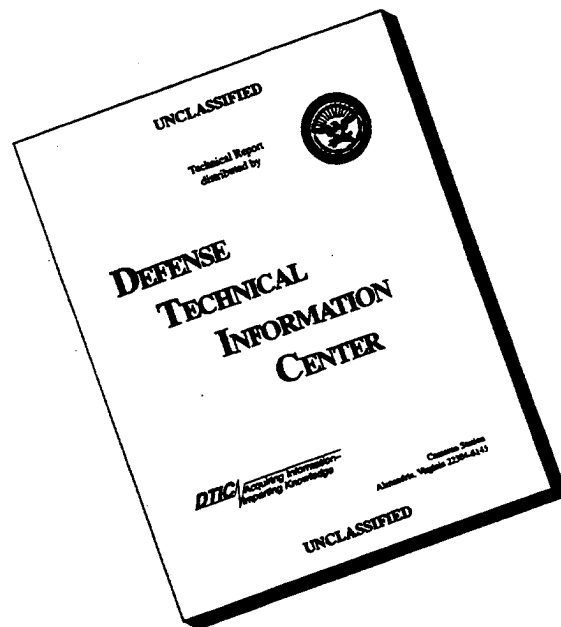 UNCLASSIFIED
Technical Report
distributed by
DEFENSE
TECHNICAL
INFORMATION
CENTER
DTIC
Acquiring Information-
Imparting Knowledge
Cameron Station
Alexandria, Virginia 22304-6145
UNCLASSIFIED